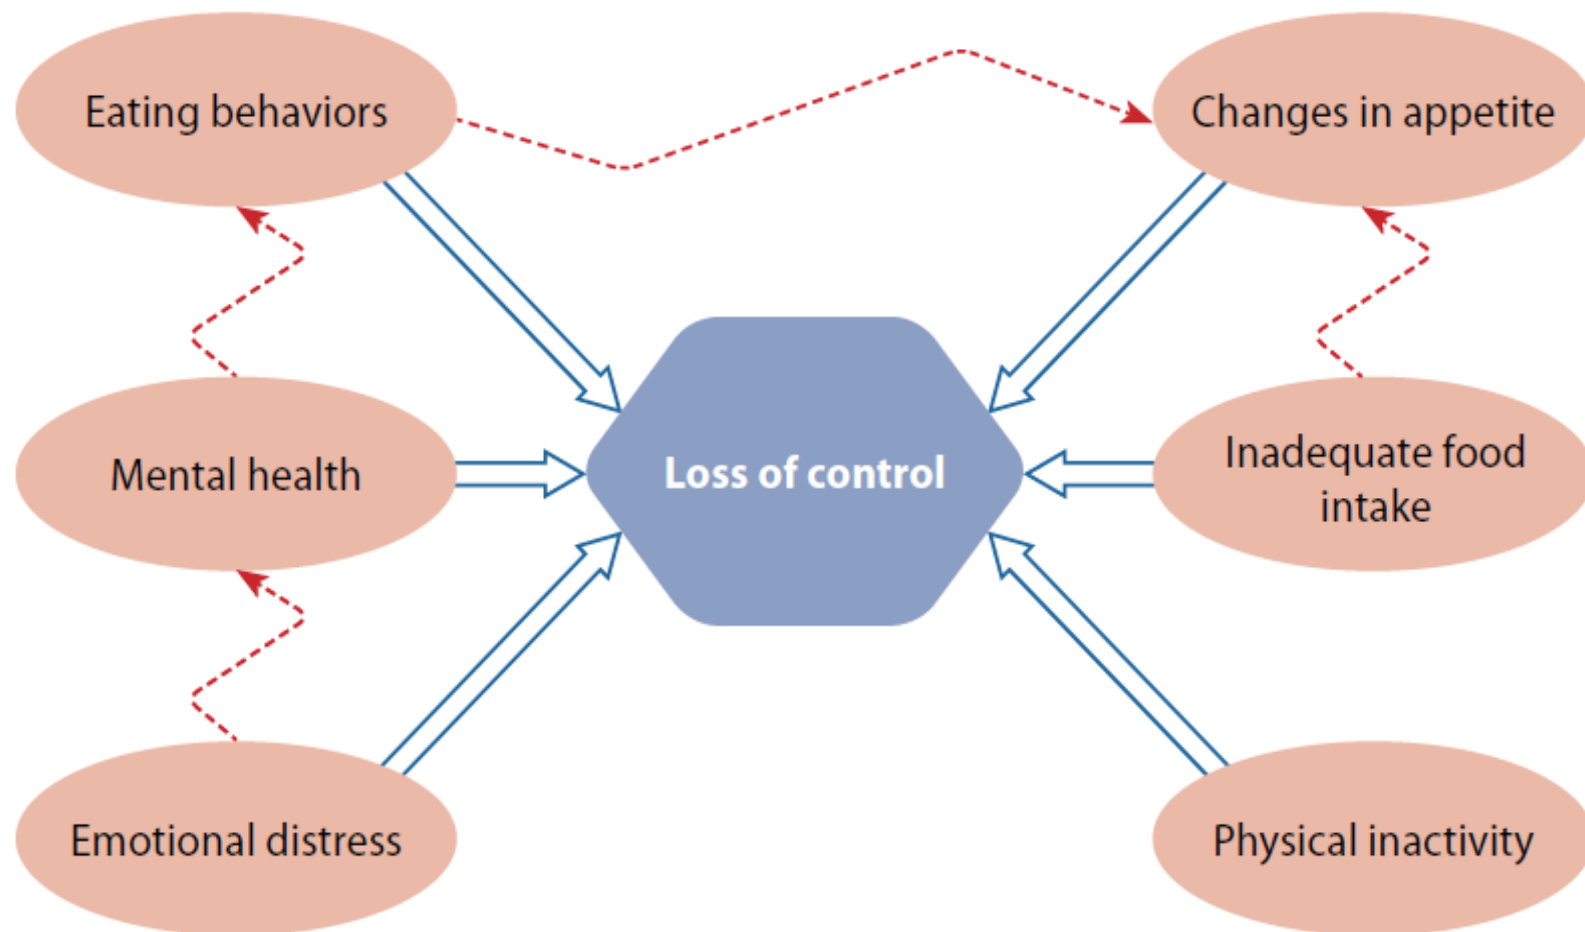 Eating behaviors
Changes in appetite
Mental health
Loss of control
Inadequate food
intake
Emotional distress
Physical inactivity